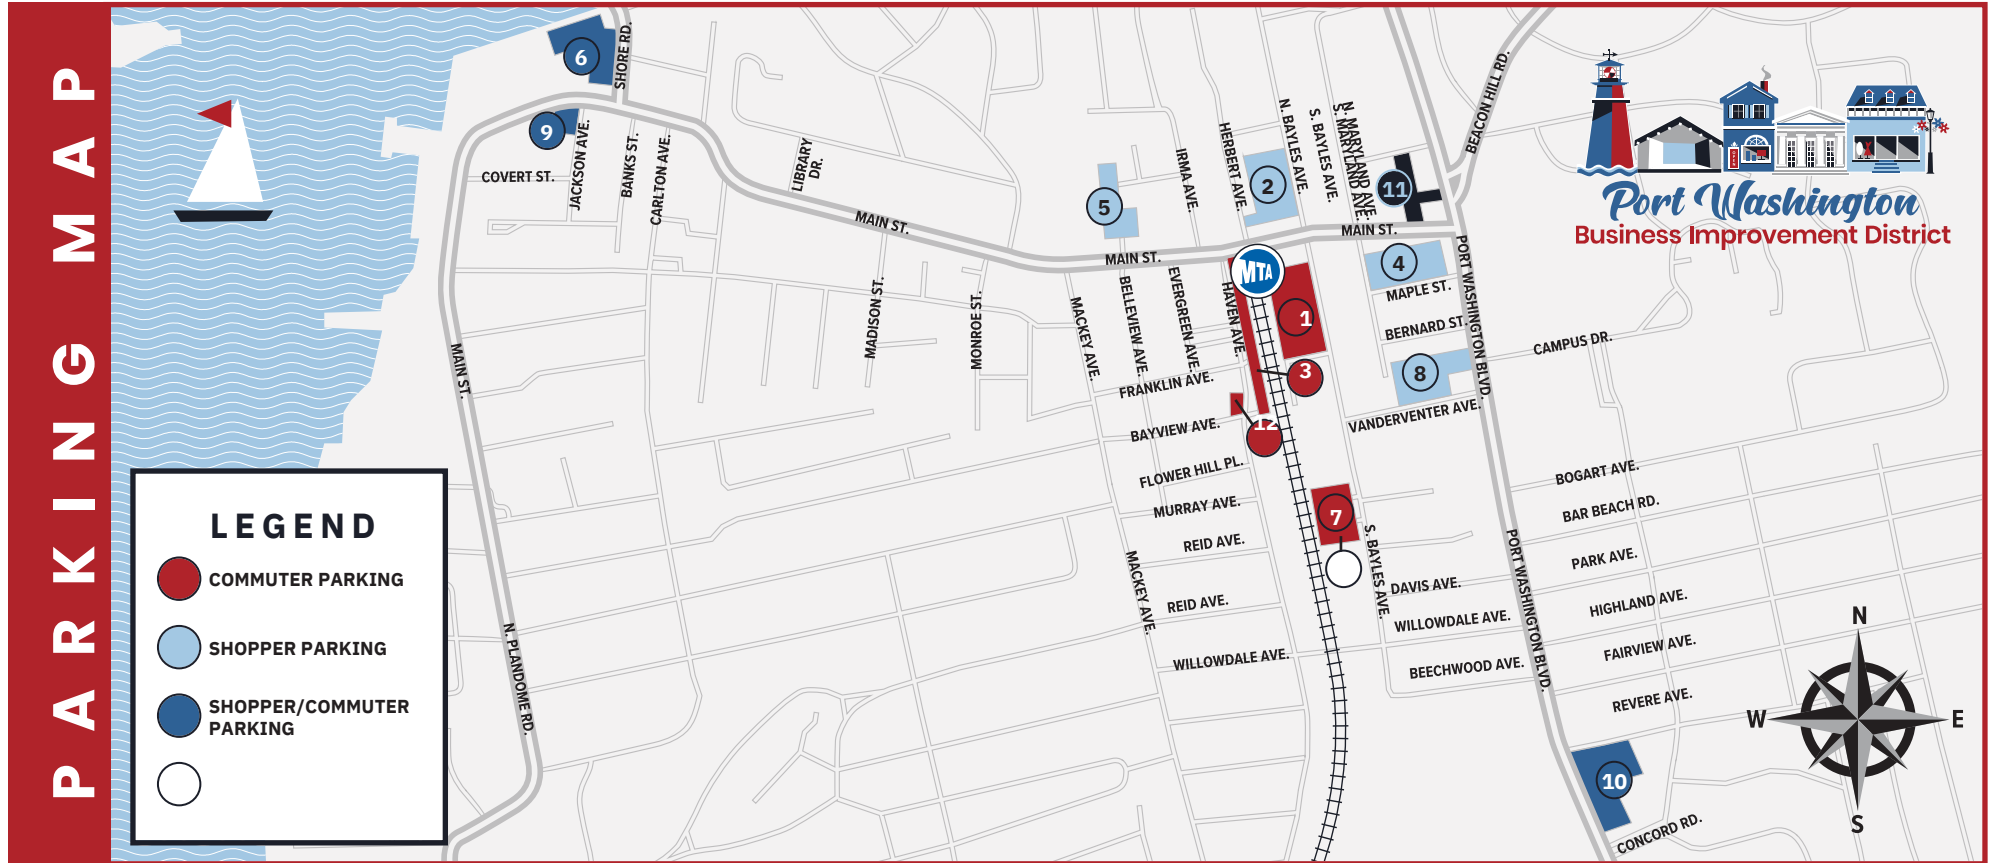 PARKING MAP
6
SHORE RD.
9
JACKSON AVE.
BANKS ST.
CARLTON AVE.
COVERT ST.
LIBRARY
DR.
MAIN ST.
5
IRMA AVE.
HERBERT AVE.
2
N. BAYLES AVE.
S. BAYLES AVE.
N. MARYLAND AVE.
S. MARYLAND AVE.
11
BEACON HILL RD.
Port Washington
Business Improvement District
MAIN ST.
MAIN ST.
MTA
4
MAPLE ST.
PORT WASHINGTON BLVD.
BERNARD ST.
CAMPUS DR.
8
VANDERVENTER AVE.
1
3
12
HAVEN AVE.
EVERGREEN AVE.
BELLEVIEW AVE.
MACKEY AVE.
MONROE ST.
MADISON ST.
MAIN ST.
FRANKLIN AVE.
BAYVIEW AVE.
FLOWER HILL PL.
MURRAY AVE.
REID AVE.
REID AVE.
WILLOWDALE AVE.
MACKEY AVE.
7
S. BAYLES AVE.
DAVIS AVE.
WILLOWDALE AVE.
BEECHWOOD AVE.
PORT WASHINGTON BLVD.
BOGART AVE.
BAR BEACH RD.
PARK AVE.
HIGHLAND AVE.
FAIRVIEW AVE.
REVERE AVE.
10
CONCORD RD.
N. PLANDOME RD.
LEGEND
COMMUTER PARKING
SHOPPER PARKING
SHOPPER/COMMUTER
PARKING
N
W
E
S